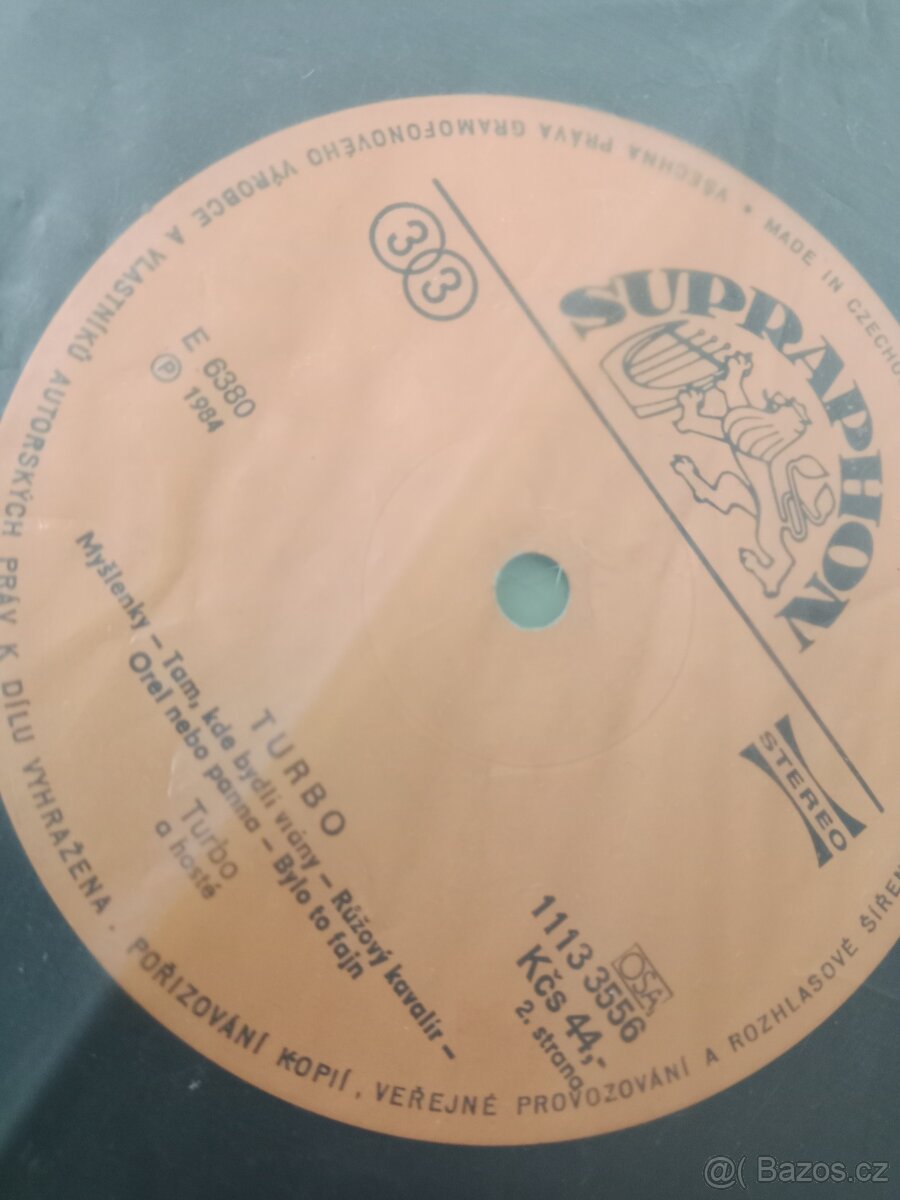 SUPRAPHON
33
STEREO
E 6380
Ⓟ 1984
OSA
1113 3556
Kčs 44,-
2. strana
TURBO
Myšlenky – Tam, kde bydlí vrány – Růžový kavalír –
Orel nebo panna – Bylo to fajn
Turbo
a hosté
MADE IN CZECHO
★ VŠECHNA PRÁVA GRAMOFONOVÉHO VÝROBCE A VLASTNÍKŮ AUTORSKÝCH PRÁV K DÍLU VYHRAŽENA . POŘIZOVÁNÍ KOPIÍ , VEŘEJNÉ PROVOZOVÁNÍ A ROZHLASOVÉ ŠÍŘEN
@( Bazos.cz